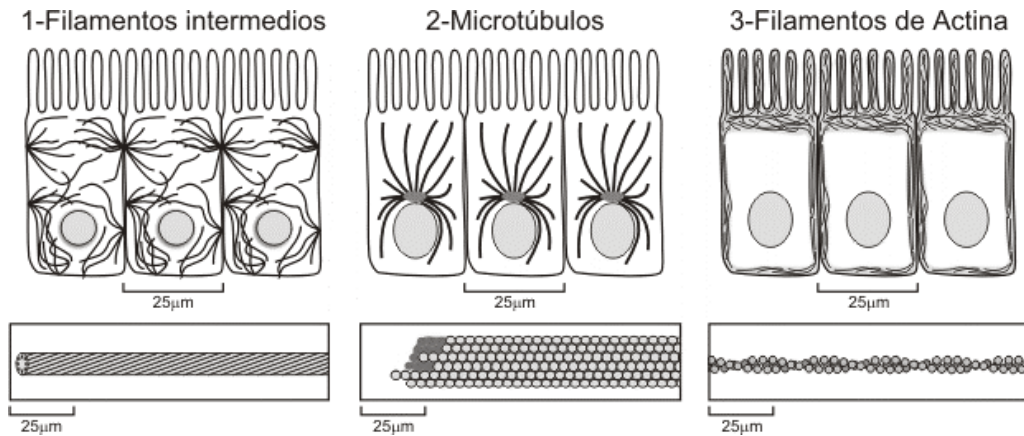 1-Filamentos intermedios
2-Microtúbulos
3-Filamentos de Actina
25μm
25μm
25μm
25μm
25μm
25μm